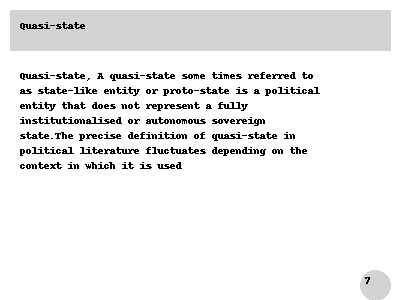 Quasi-state
Quasi-state, A quasi-state some times referred to
as state-like entity or proto-state is a political
entity that does not represent a fully
institutionalised or autonomous sovereign
state.The precise definition of quasi-state in
political literature fluctuates depending on the
context in which it is used
7